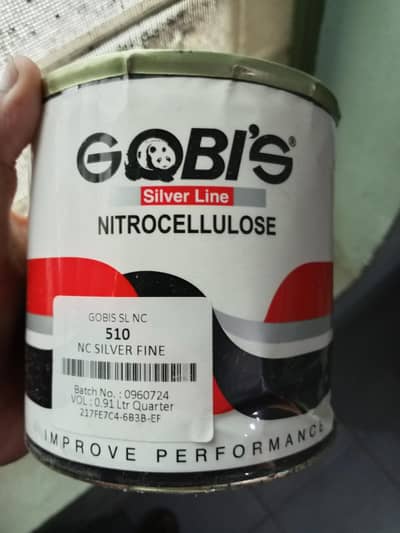 GOBI'S®
Silver Line
NITROCELLULOSE
GOBIS SL NC
510
NC SILVER FINE
Batch No. : 0960724
VOL : 0.91 Ltr Quarter
217FE7C4-6B3B-EF
IMPROVE PERFORMANCE